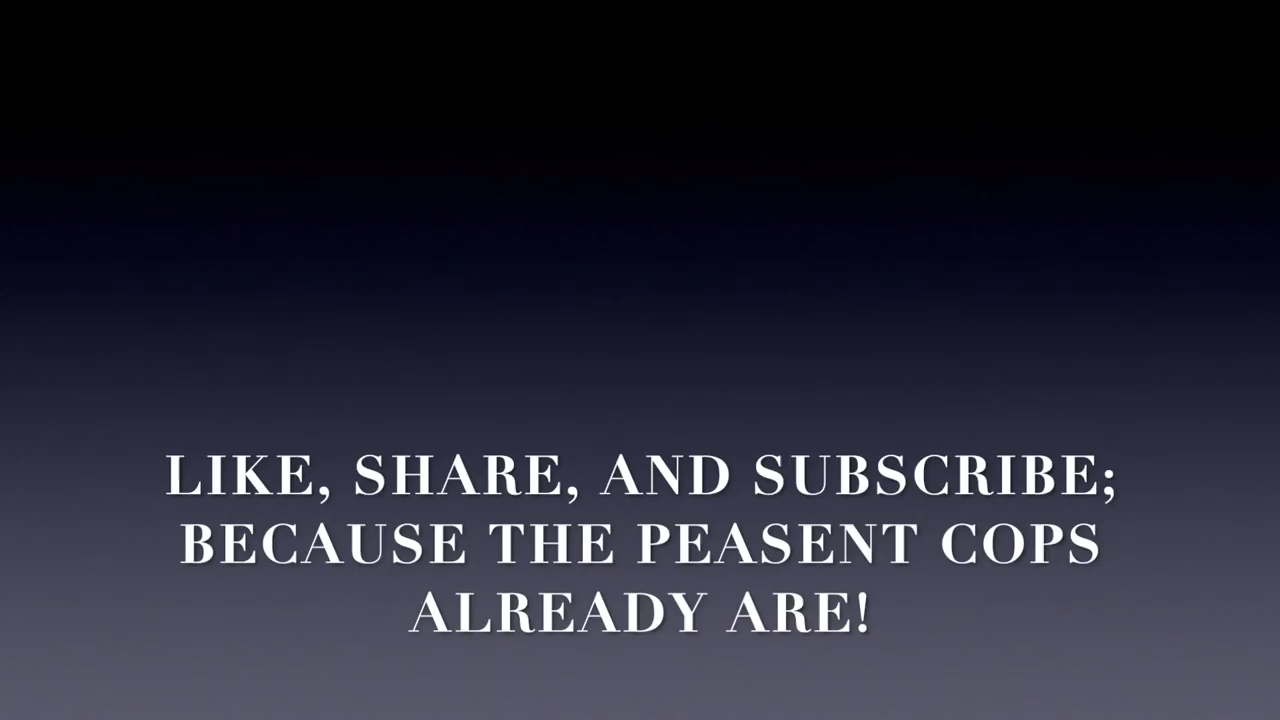 LIKE, SHARE, AND SUBSCRIBE;
BECAUSE THE PEASENT COPS
ALREADY ARE!